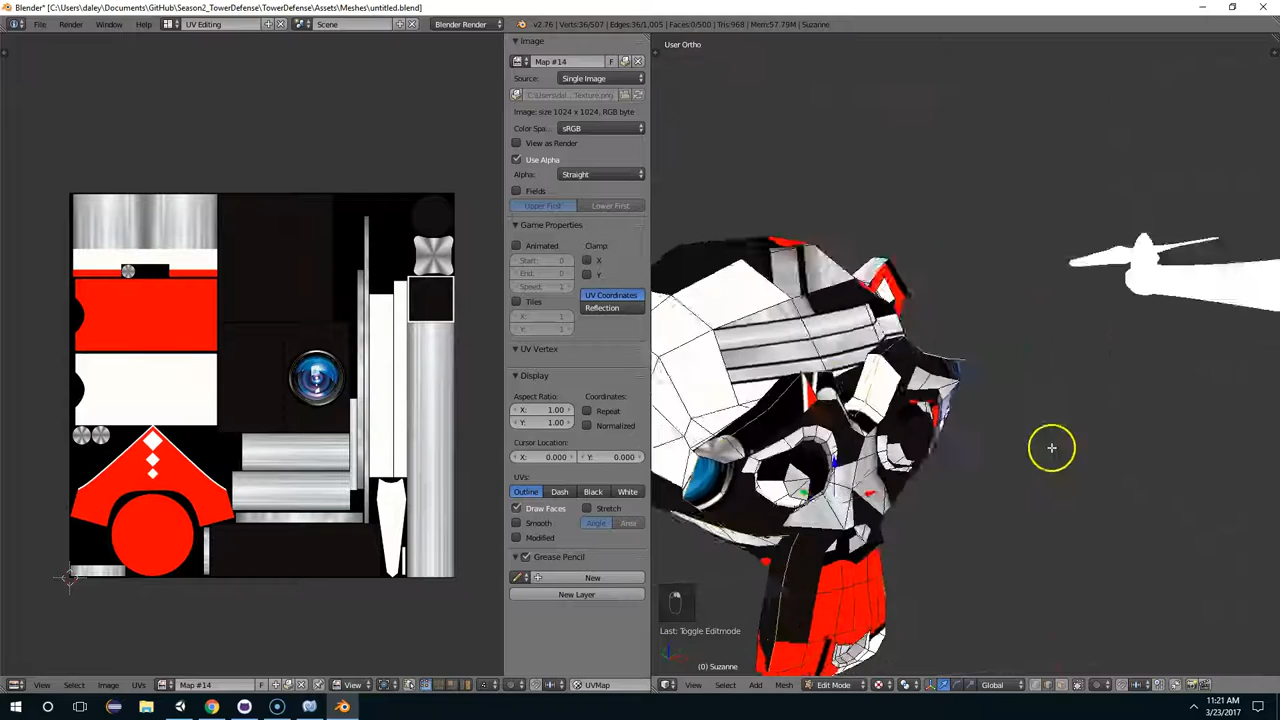 Blender* [C:\Users\daley\Documents\GitHub\Season2_TowerDefense\TowerDefense\Assets\Meshes\untitled.blend]
File Render Window Help UV Editing Scene Blender Render v2.76 | Verts:36/507 | Edges:36/1,005 | Faces:0/500 | Tris:968 | Mem:57.79M | Suzanne
Image
Map #14 F
Source: Single Image
Image: size 1024 x 1024, RGB byte
Color Spa... sRGB
View as Render
Use Alpha
Alpha: Straight
Fields
Upper First Lower First
Game Properties
Animated Clamp:
Start: 0 X
End: 0 Y
Speed: 1
Tiles UV Coordinates
X: 1 Reflection
Y: 1
UV Vertex
Display
Aspect Ratio: Coordinates:
X: 1.00 Repeat
Y: 1.00 Normalized
Cursor Location:
X: 0.000 Y: 0.000
UVs:
Outline Dash Black White
Draw Faces Stretch
Smooth Angle Area
Modified
Grease Pencil
New
New Layer
User Ortho
Last: Toggle Editmode
(0) Suzanne
View Select Image UVs Map #14 F View UVMap
View Select Add Mesh Edit Mode Global
11:21 AM
3/23/2017